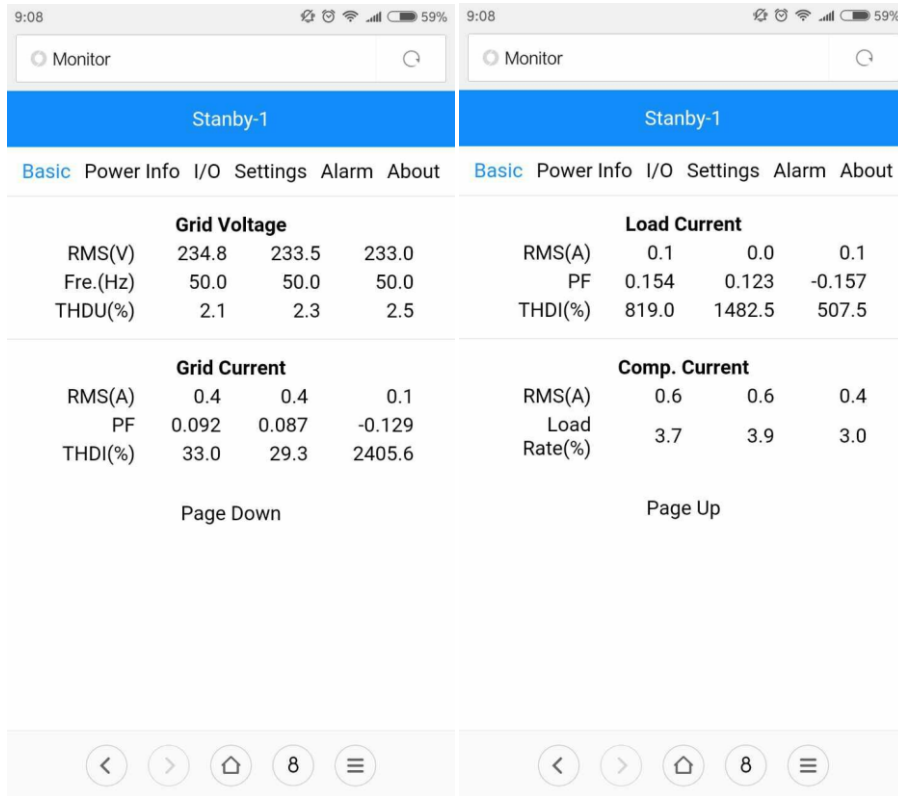 9:08 59%
Monitor
Stanby-1
Basic Power Info I/O Settings Alarm About
Grid Voltage
RMS(V) 234.8 233.5 233.0
Fre.(Hz) 50.0 50.0 50.0
THDU(%) 2.1 2.3 2.5
Grid Current
RMS(A) 0.4 0.4 0.1
PF 0.092 0.087 -0.129
THDI(%) 33.0 29.3 2405.6
Page Down
8
9:08 59%
Monitor
Stanby-1
Basic Power Info I/O Settings Alarm About
Load Current
RMS(A) 0.1 0.0 0.1
PF 0.154 0.123 -0.157
THDI(%) 819.0 1482.5 507.5
Comp. Current
RMS(A) 0.6 0.6 0.4
Load
Rate(%) 3.7 3.9 3.0
Page Up
8